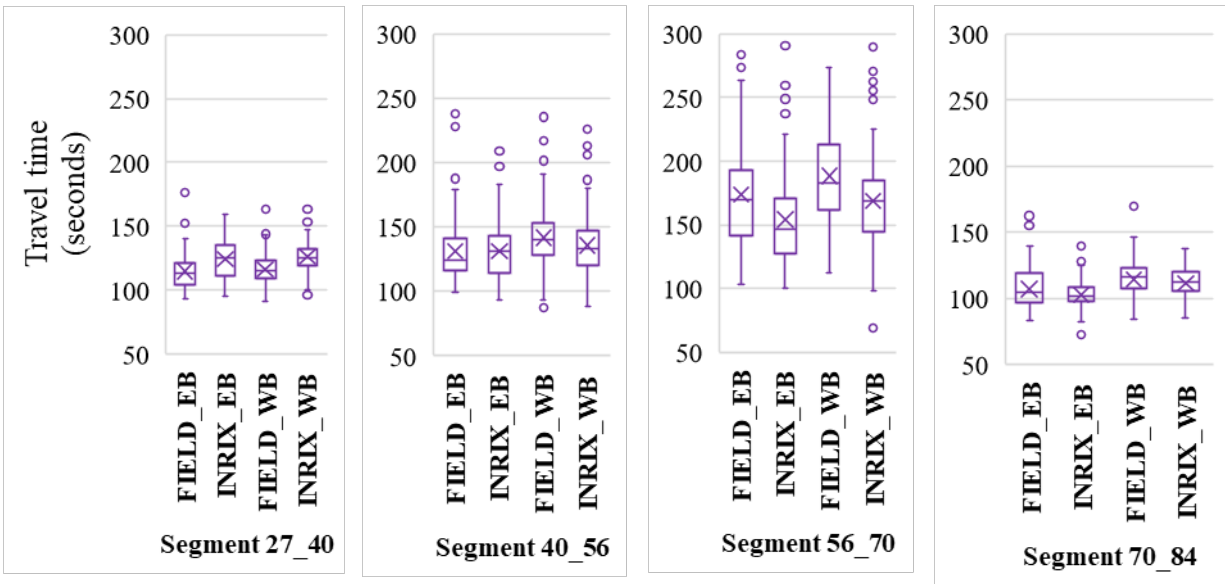 Travel time
(seconds)
300
250
200
150
100
50
FIELD_EB
INRIX_EB
FIELD_WB
INRIX_WB
Segment 27_40
300
250
200
150
100
50
FIELD_EB
INRIX_EB
FIELD_WB
INRIX_WB
Segment 40_56
300
250
200
150
100
50
FIELD_EB
INRIX_EB
FIELD_WB
INRIX_WB
Segment 56_70
300
250
200
150
100
50
FIELD_EB
INRIX_EB
FIELD_WB
INRIX_WB
Segment 70_84